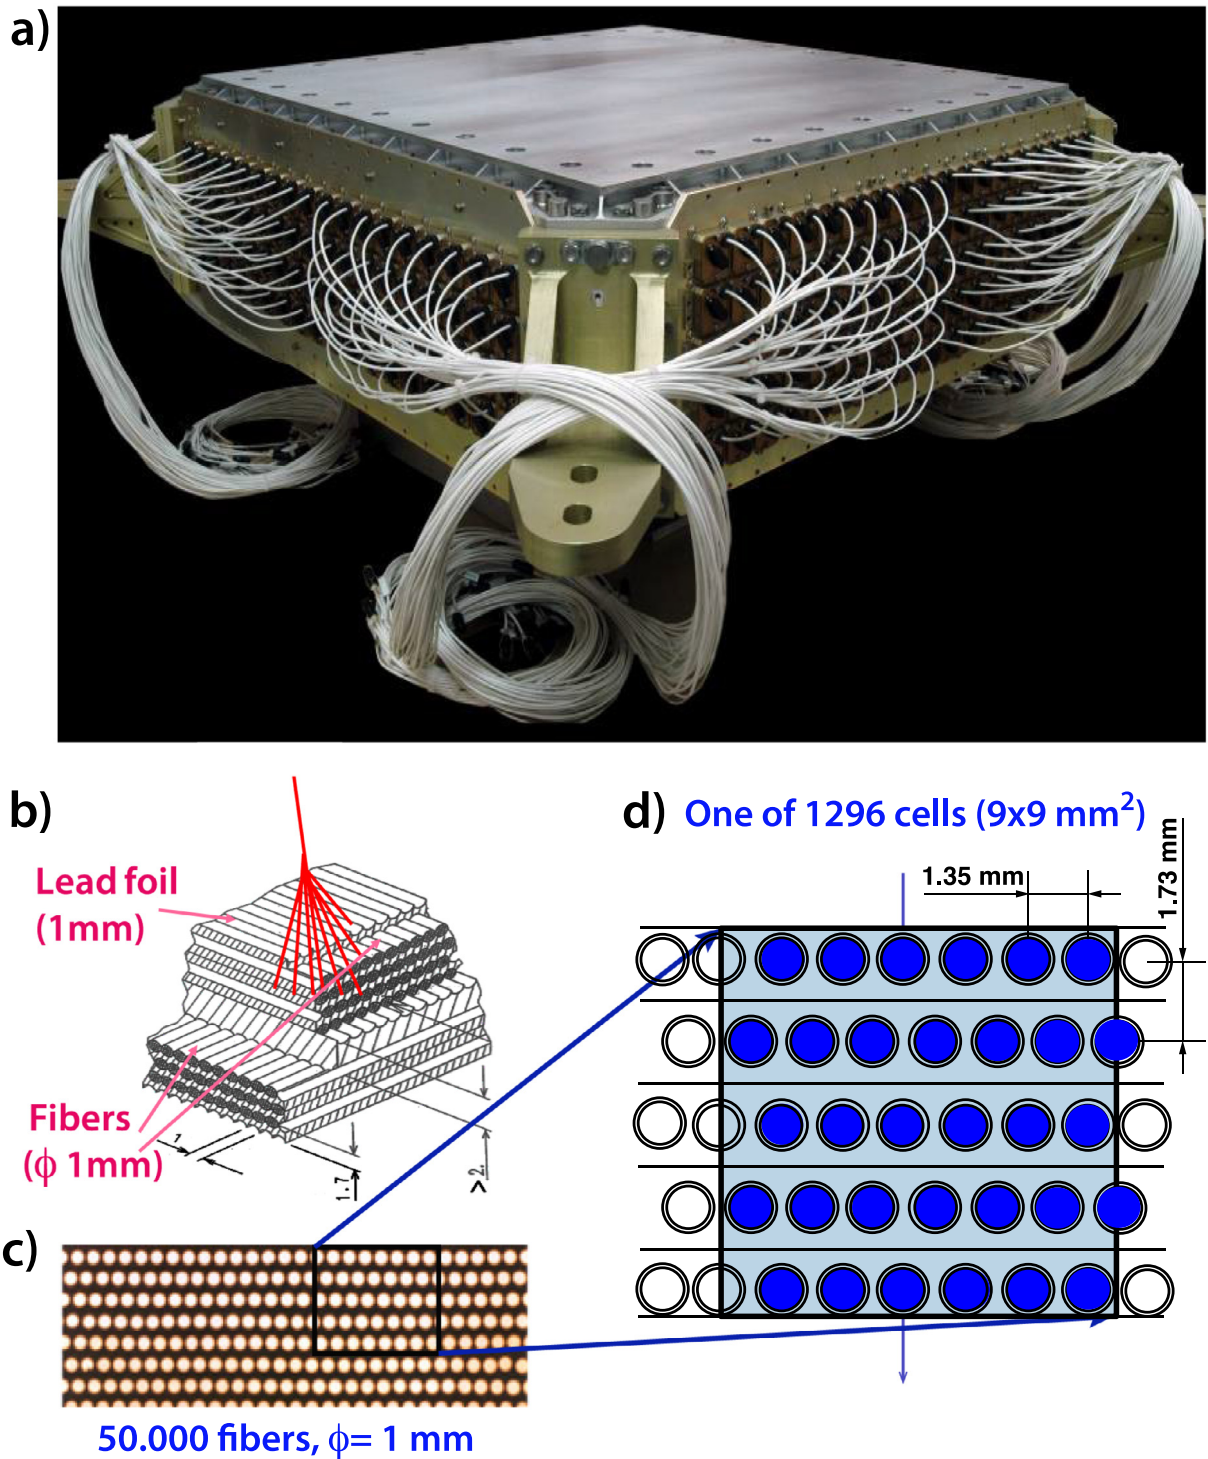 a)
b)
Lead foil
(1mm)
Fibers
(ϕ 1mm)
1
1.7
>2.
c)
50.000 fibers, ϕ= 1 mm
d) One of 1296 cells (9x9 mm²)
1.35 mm
1.73 mm